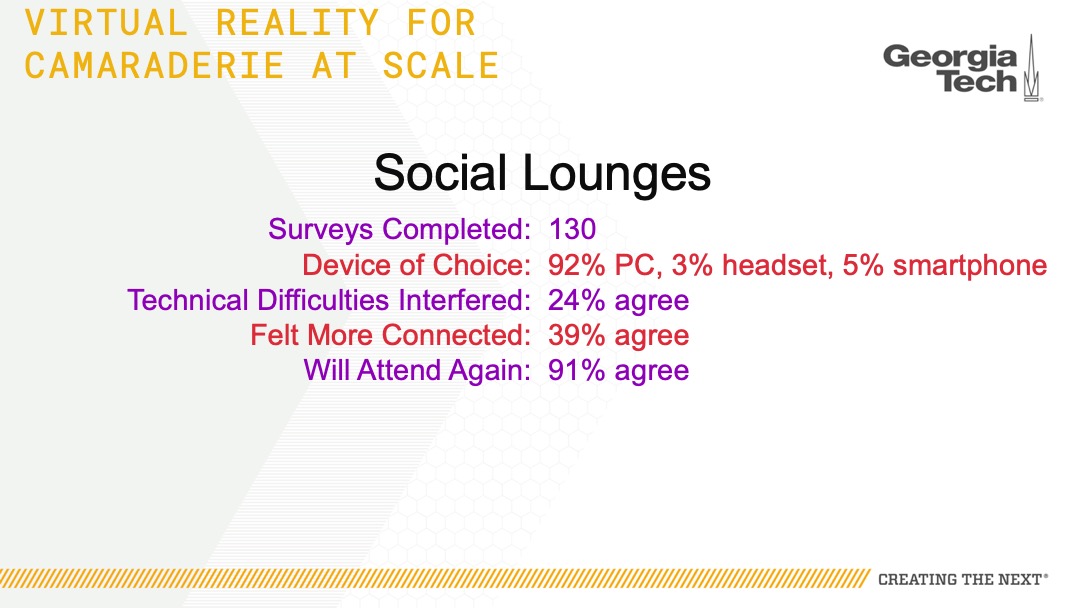 VIRTUAL REALITY FOR
CAMARADERIE AT SCALE
Georgia
Tech
Social Lounges
Surveys Completed: 130
Device of Choice: 92% PC, 3% headset, 5% smartphone
Technical Difficulties Interfered: 24% agree
Felt More Connected: 39% agree
Will Attend Again: 91% agree
CREATING THE NEXT®